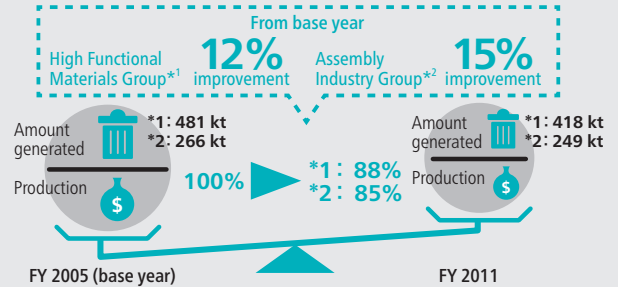 From base year
High Functional
Materials Group*1
12%
improvement
Assembly
Industry Group*2
15%
improvement
Amount
generated
*1: 481 kt
*2: 266 kt
Production
$
100%
*1: 88%
*2: 85%
Amount
generated
*1: 418 kt
*2: 249 kt
Production
$
FY 2005 (base year)
FY 2011